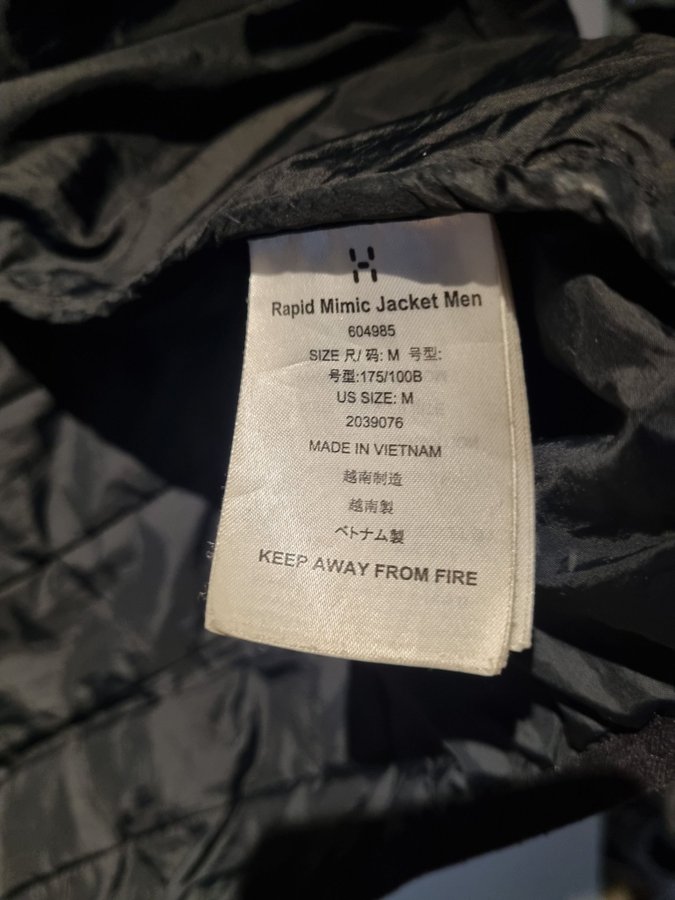 Rapid Mimic Jacket Men
604985
SIZE 尺/ 码: M 号型:
号型:175/100B
US SIZE: M
2039076
MADE IN VIETNAM
越南制造
越南製
ベトナム製
KEEP AWAY FROM FIRE